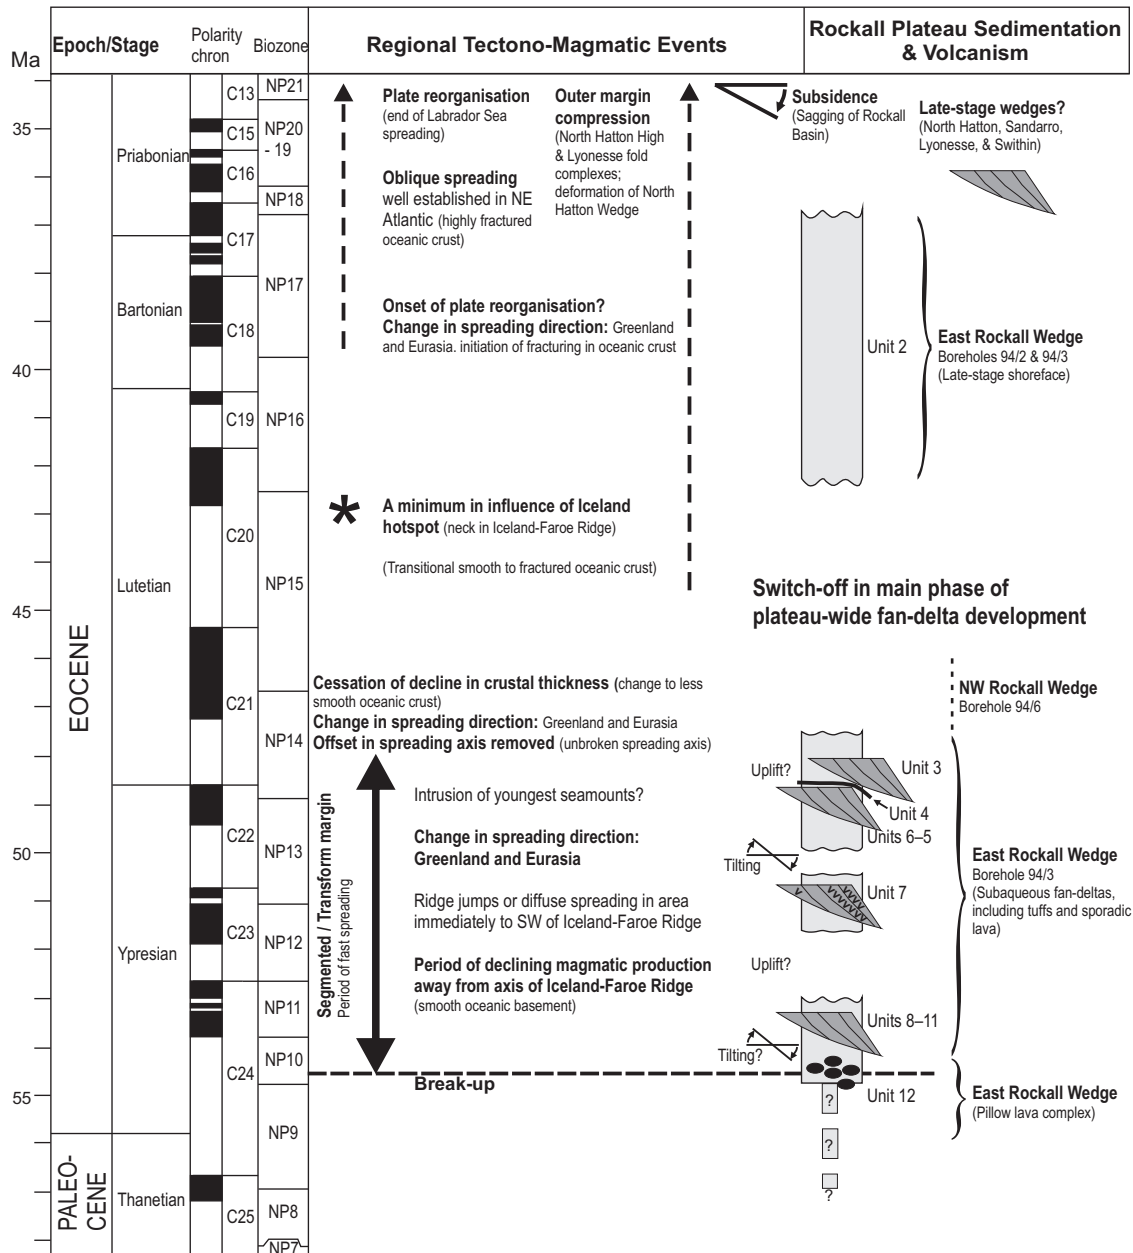 Ma
Epoch/Stage
Polarity
chron
Biozone
Regional Tectono-Magmatic Events
Rockall Plateau Sedimentation
& Volcanism
35
40
45
50
55
EOCENE
PALEO-
CENE
Priabonian
Bartonian
Lutetian
Ypresian
Thanetian
C13
C15
C16
C17
C18
C19
C20
C21
C22
C23
C24
C25
NP21
NP20
- 19
NP18
NP17
NP16
NP15
NP14
NP13
NP12
NP11
NP10
NP9
NP8
NP7
Plate reorganisation
(end of Labrador Sea
spreading)
Oblique spreading
well established in NE
Atlantic (highly fractured
oceanic crust)
Outer margin
compression
(North Hatton High
& Lyonesse fold
complexes;
deformation of North
Hatton Wedge
Onset of plate reorganisation?
Change in spreading direction: Greenland
and Eurasia. initiation of fracturing in oceanic crust
A minimum in influence of Iceland
hotspot (neck in Iceland-Faroe Ridge)
(Transitional smooth to fractured oceanic crust)
Cessation of decline in crustal thickness (change to less
smooth oceanic crust)
Change in spreading direction: Greenland and Eurasia
Offset in spreading axis removed (unbroken spreading axis)
Segmented / Transform margin
Period of fast spreading
Intrusion of youngest seamounts?
Change in spreading direction:
Greenland and Eurasia
Ridge jumps or diffuse spreading in area
immediately to SW of Iceland-Faroe Ridge
Period of declining magmatic production
away from axis of Iceland-Faroe Ridge
(smooth oceanic basement)
Break-up
Subsidence
(Sagging of Rockall
Basin)
Late-stage wedges?
(North Hatton, Sandarro,
Lyonesse, & Swithin)
Unit 2
East Rockall Wedge
Boreholes 94/2 & 94/3
(Late-stage shoreface)
Switch-off in main phase of
plateau-wide fan-delta development
NW Rockall Wedge
Borehole 94/6
Uplift?
Unit 3
Unit 4
Units 6–5
Tilting
Unit 7
v
vvvv
vvvvvv
East Rockall Wedge
Borehole 94/3
(Subaqueous fan-deltas,
including tuffs and sporadic
lava)
Uplift?
Units 8–11
Tilting?
Unit 12
East Rockall Wedge
(Pillow lava complex)
?
?
?